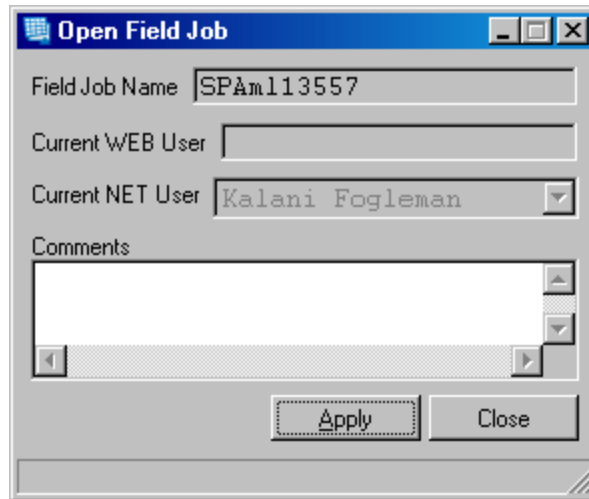 Open Field Job
Field Job Name SPAml13557
Current WEB User
Current NET User Kalani Fogleman
Comments
Apply Close